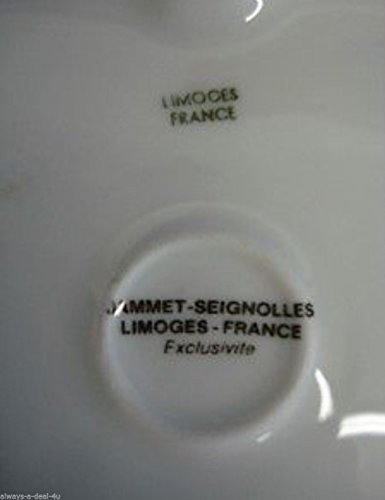 LIMOGES
FRANCE
JAMMET-SEIGNOLLES
LIMOGES - FRANCE
Exclusivite
always-a-deal-4u